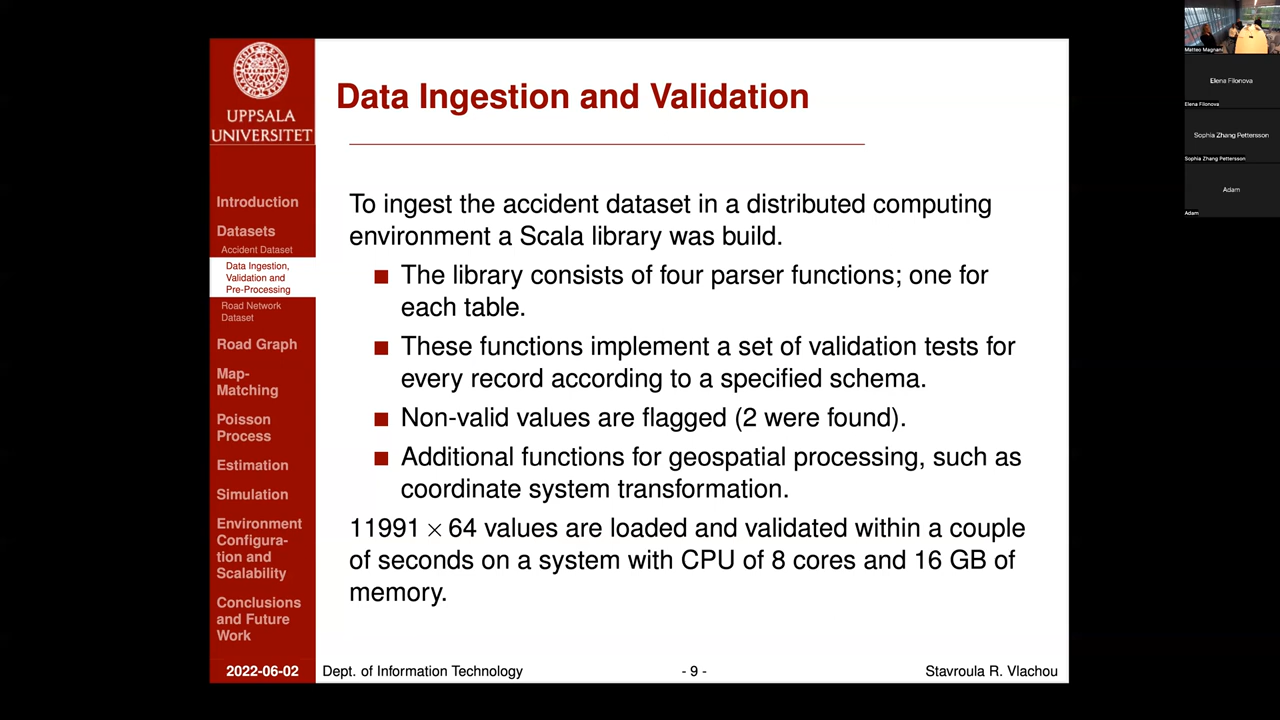 UPPSALA
UNIVERSITET
Introduction
Datasets
Accident Dataset
Data Ingestion,
Validation and
Pre-Processing
Road Network
Dataset
Road Graph
Map-
Matching
Poisson
Process
Estimation
Simulation
Environment
Configura-
tion and
Scalability
Conclusions
and Future
Work
2022-06-02
Data Ingestion and Validation
To ingest the accident dataset in a distributed computing
environment a Scala library was build.
The library consists of four parser functions; one for
each table.
These functions implement a set of validation tests for
every record according to a specified schema.
Non-valid values are flagged (2 were found).
Additional functions for geospatial processing, such as
coordinate system transformation.
11991 × 64 values are loaded and validated within a couple
of seconds on a system with CPU of 8 cores and 16 GB of
memory.
Dept. of Information Technology
- 9 -
Stavroula R. Vlachou
Matteo Magnani
Elena Filonova
Elena Filonova
Sophia Zhang Pettersson
Sophia Zhang Pettersson
Adam
Adam